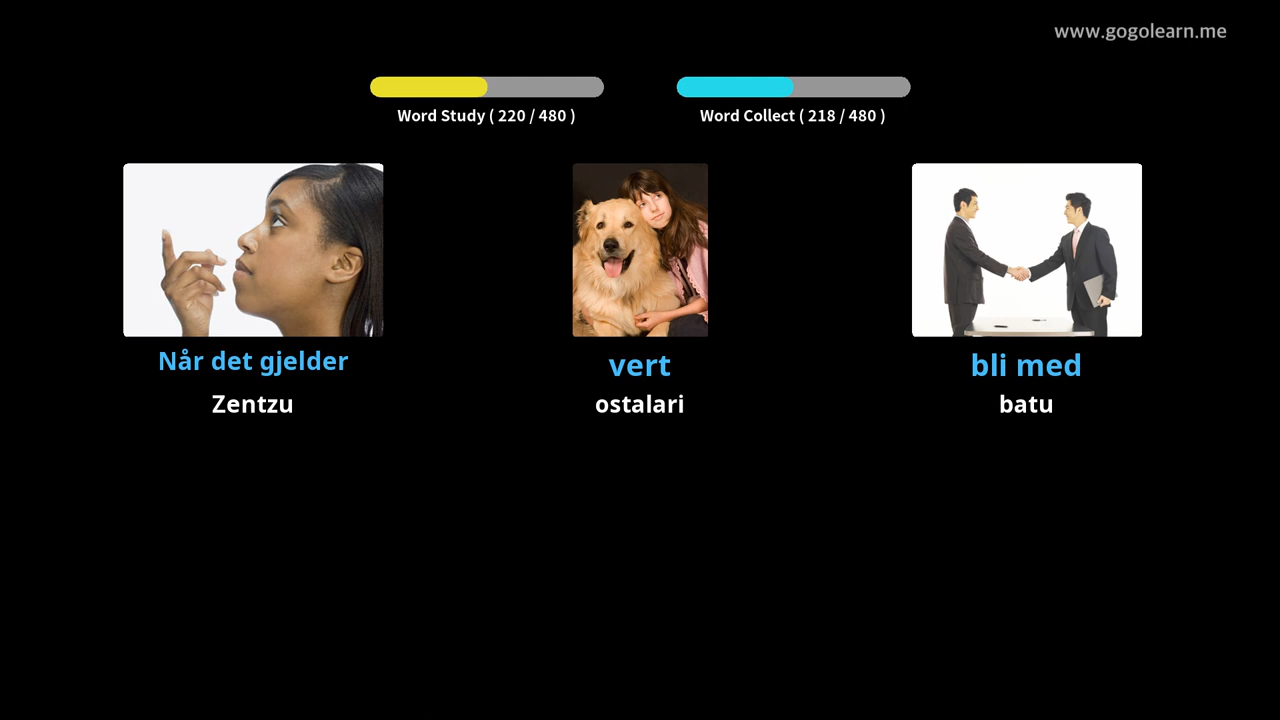 www.gogolearn.me
Word Study ( 220 / 480 )
Word Collect ( 218 / 480 )
Når det gjelder
Zentzu
vert
ostalari
bli med
batu